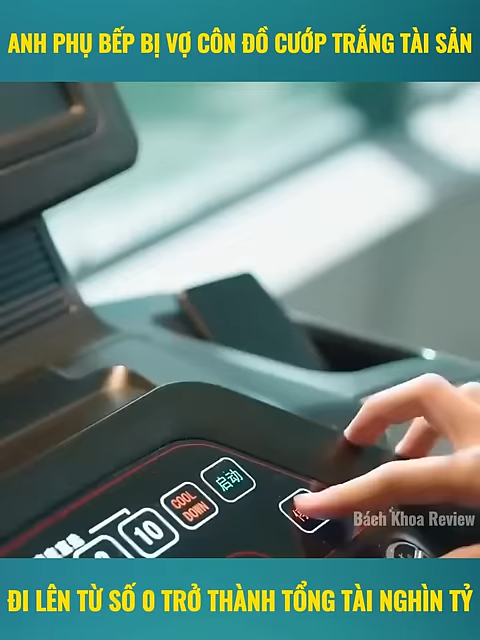 ANH PHỤ BẾP BỊ VỢ CÔN ĐỒ CƯỚP TRẮNG TÀI SẢN
启动
COOL
DOWN
10
Bách Khoa Review
ĐI LÊN TỪ SỐ 0 TRỞ THÀNH TỔNG TÀI NGHÌN TỶ